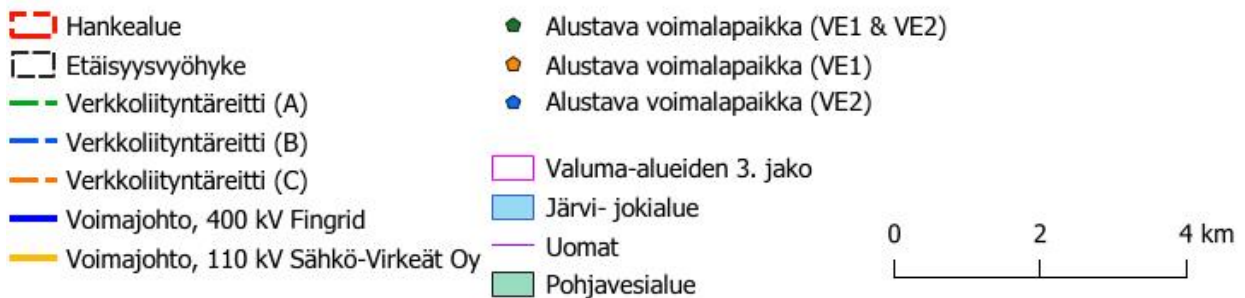 Hankealue
Etäisyysvyöhyke
Verkkoliityntäreitti (A)
Verkkoliityntäreitti (B)
Verkkoliityntäreitti (C)
Voimajohto, 400 kV Fingrid
Voimajohto, 110 kV Sähkö-Virkeät Oy
Alustava voimalapaikka (VE1 & VE2)
Alustava voimalapaikka (VE1)
Alustava voimalapaikka (VE2)
Valuma-alueiden 3. jako
Järvi- jokialue
Uomat
Pohjavesialue
0 2 4 km